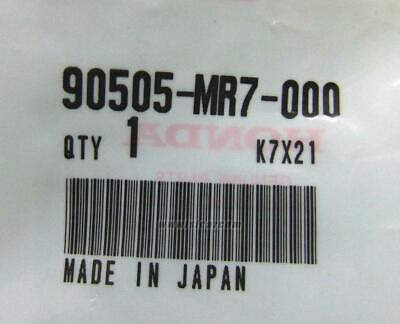 90505-MR7-000
HONDA
QTY 1 K7X21
GENUINE PARTS
MADE IN JAPAN